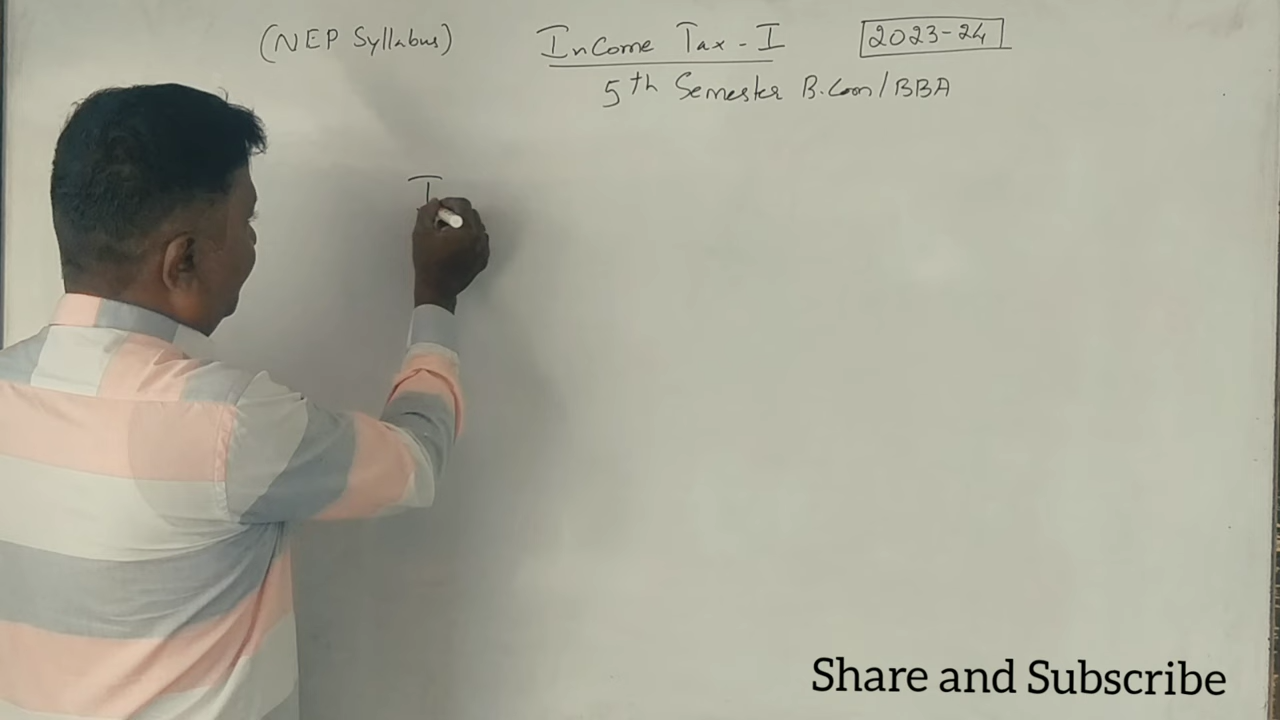 (NEP Syllabus) Income Tax - I 2023-24
5th Semester B.Com/BBA
I
Share and Subscribe